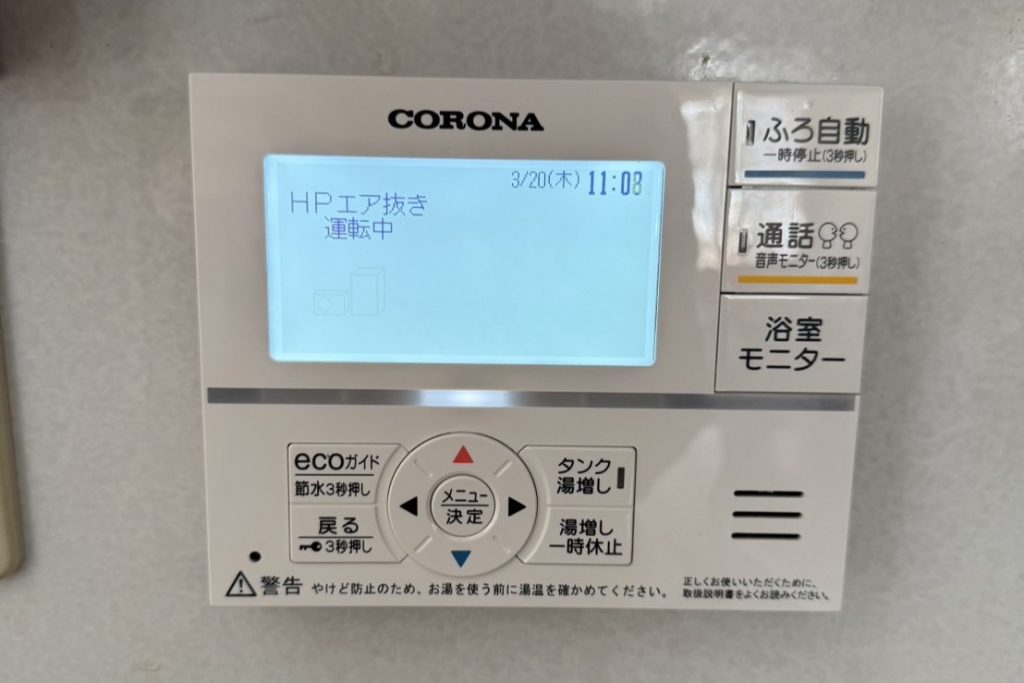 CORONA
3/20(木) 11:08
HPエア抜き
運転中
ふろ自動
一時停止(3秒押し)
通話
音声モニター(3秒押し)
浴室
モニター
ecoガイド
節水3秒押し
戻る
3秒押し
メニュー
決定
タンク
湯増し
湯増し
一時休止
警告 やけど防止のため、お湯を使う前に湯温を確かめてください。
正しくお使いいただくために、
取扱説明書をよくお読みください。